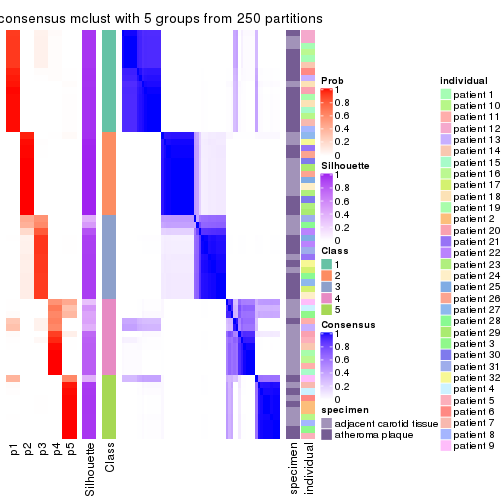 consensus mclust with 5 groups from 250 partitions
p1
p2
p3
p4
p5
Silhouette
Class
specimen
individual
Prob
1
0.8
0.6
0.4
0.2
0
Silhouette
1
0.8
0.6
0.4
0.2
0
Class
1
2
3
4
5
Consensus
1
0.8
0.6
0.4
0.2
0
specimen
adjacent carotid tissue
atheroma plaque
individual
patient 1
patient 10
patient 11
patient 12
patient 13
patient 14
patient 15
patient 16
patient 17
patient 18
patient 19
patient 2
patient 20
patient 21
patient 22
patient 23
patient 24
patient 25
patient 26
patient 27
patient 28
patient 29
patient 3
patient 30
patient 31
patient 32
patient 4
patient 5
patient 6
patient 7
patient 8
patient 9